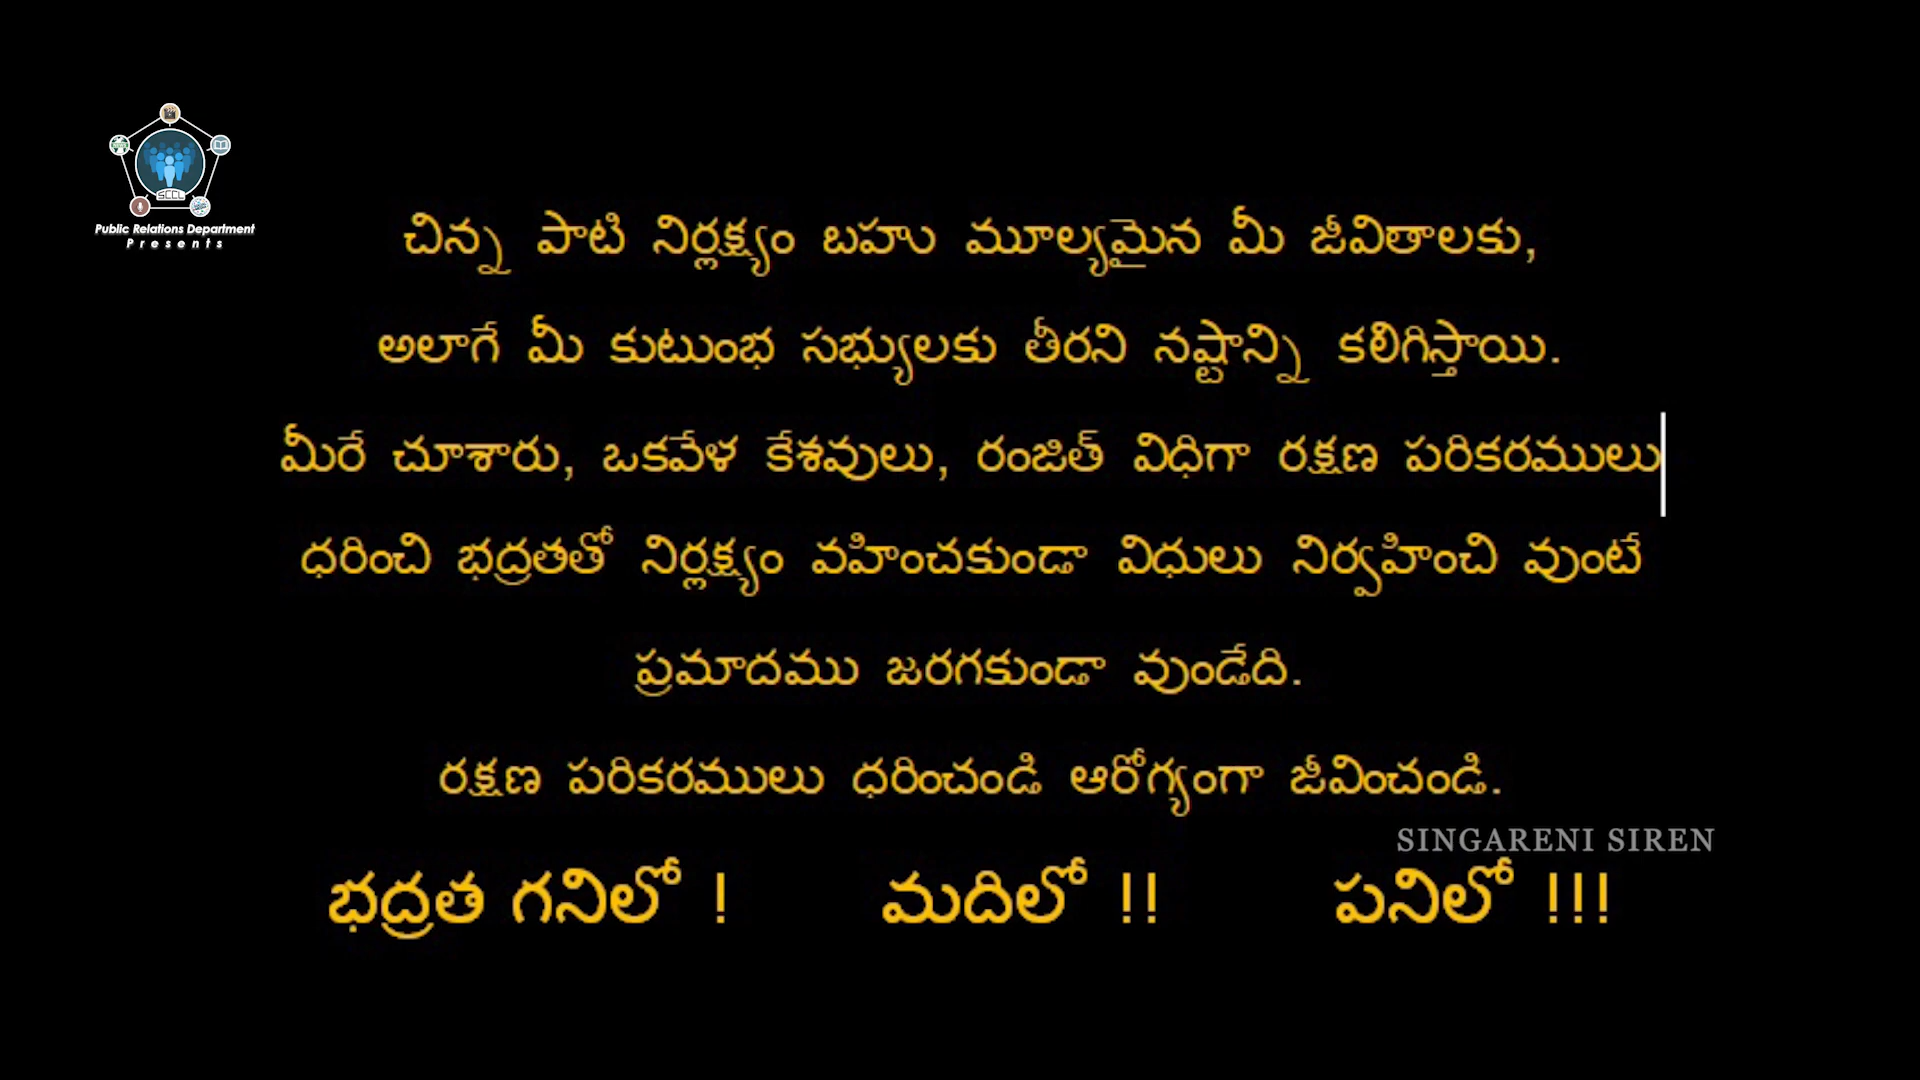 SCCL
Public Relations Department
Presents
చిన్న పాటి నిర్లక్ష్యం బహు మూల్యమైన మీ జీవితాలకు,
అలాగే మీ కుటుంభ సభ్యులకు తీరని నష్టాన్ని కలిగిస్తాయి.
మీరే చూశారు, ఒకవేళ కేశవులు, రంజిత్ విధిగా రక్షణ పరికరములు
ధరించి భద్రతతో నిర్లక్ష్యం వహించకుండా విధులు నిర్వహించి వుంటే
ప్రమాదము జరగకుండా వుండేది.
రక్షణ పరికరములు ధరించండి ఆరోగ్యంగా జీవించండి.
SINGARENI SIREN
భద్రత గనిలో ! మదిలో !! పనిలో !!!